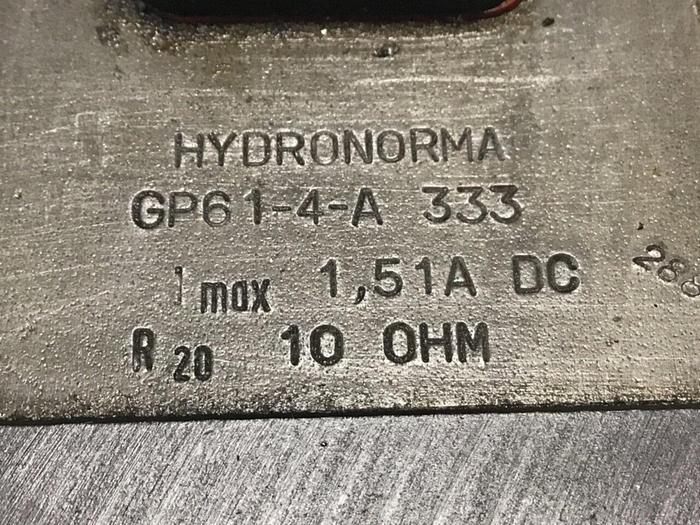 HYDRONORMA
GP61-4-A 333
I max 1,51A DC
R 20 10 OHM